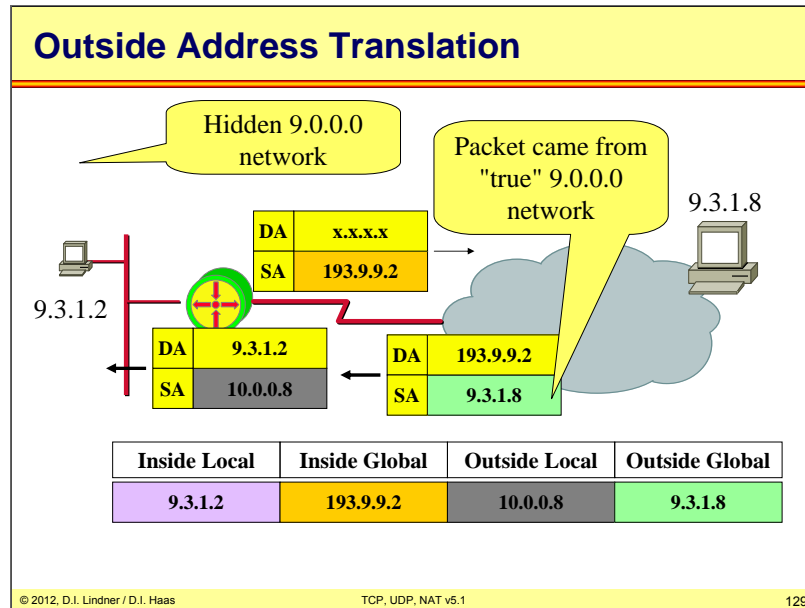 Outside Address Translation
Hidden 9.0.0.0
network
Packet came from
"true" 9.0.0.0
network
9.3.1.8
DA x.x.x.x
SA 193.9.9.2
9.3.1.2
DA 9.3.1.2
SA 10.0.0.8
DA 193.9.9.2
SA 9.3.1.8
Inside Local Inside Global Outside Local Outside Global
9.3.1.2 193.9.9.2 10.0.0.8 9.3.1.8
© 2012, D.I. Lindner / D.I. Haas TCP, UDP, NAT v5.1 129